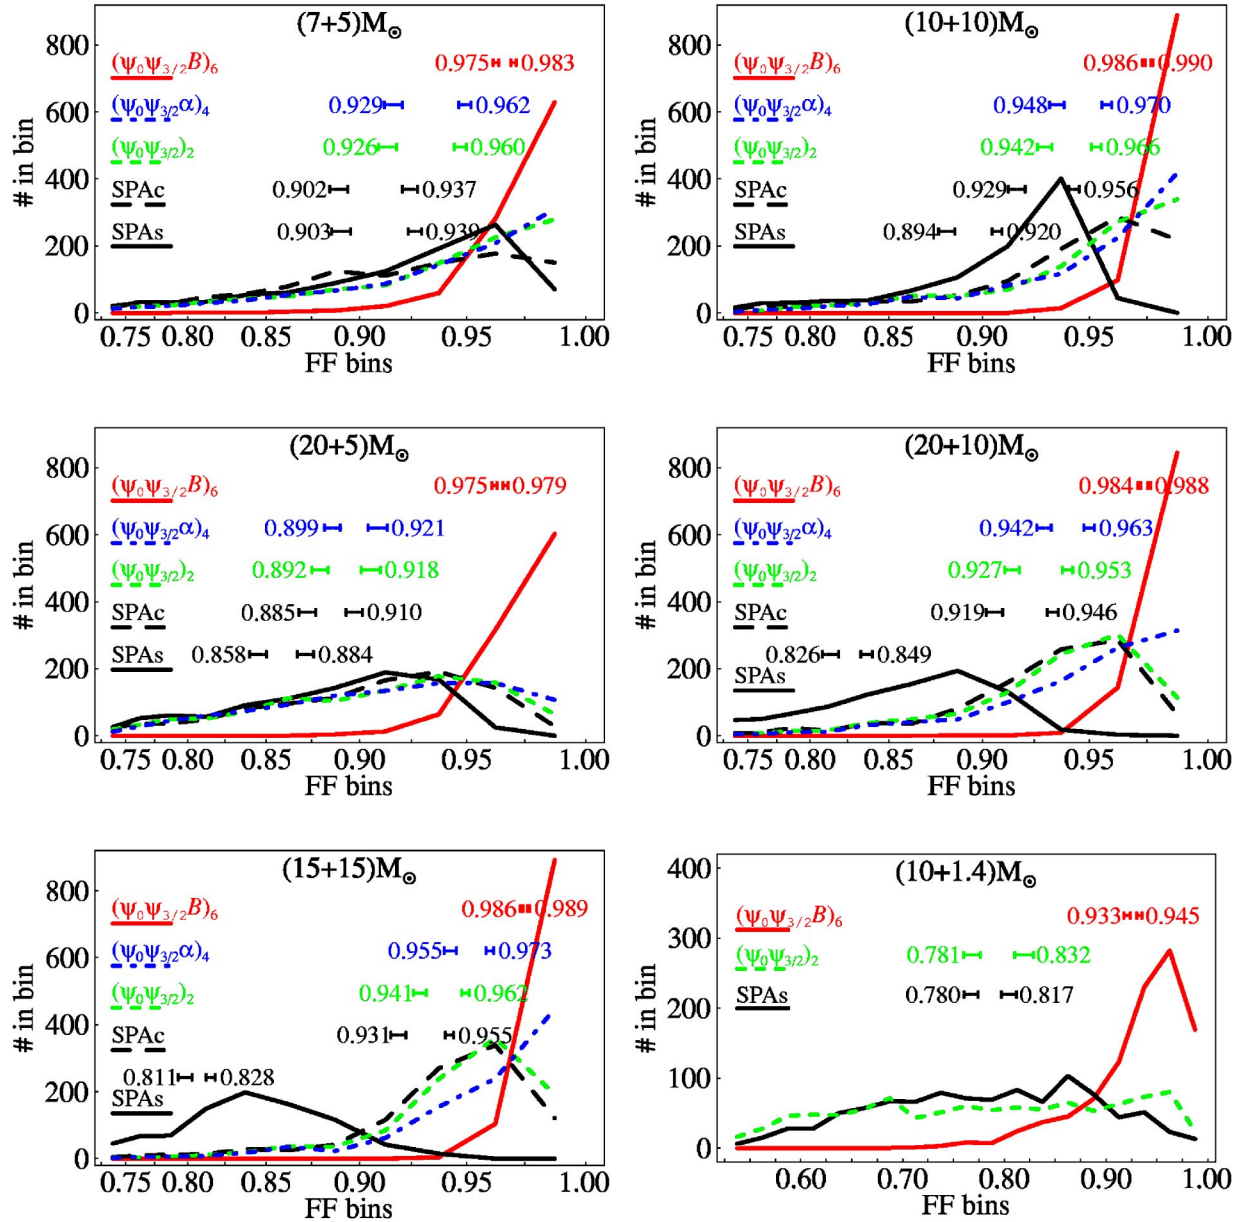 (7+5)M⊙
# in bin
800
600
400
200
0
(ψ₀ψ₃/₂B)₆ 0.975 0.983
(ψ₀ψ₃/₂α)₄ 0.929 0.962
(ψ₀ψ₃/₂)₂ 0.926 0.960
SPAc 0.902 0.937
SPAs 0.903 0.939
0.75 0.80 0.85 0.90 0.95 1.00
FF bins
(10+10)M⊙
# in bin
800
600
400
200
0
(ψ₀ψ₃/₂B)₆ 0.986 0.990
(ψ₀ψ₃/₂α)₄ 0.948 0.970
(ψ₀ψ₃/₂)₂ 0.942 0.966
SPAc 0.929 0.956
SPAs 0.894 0.920
0.75 0.80 0.85 0.90 0.95 1.00
FF bins
(20+5)M⊙
# in bin
800
600
400
200
0
(ψ₀ψ₃/₂B)₆ 0.975 0.979
(ψ₀ψ₃/₂α)₄ 0.899 0.921
(ψ₀ψ₃/₂)₂ 0.892 0.918
SPAc 0.885 0.910
SPAs 0.858 0.884
0.75 0.80 0.85 0.90 0.95 1.00
FF bins
(20+10)M⊙
# in bin
800
600
400
200
0
(ψ₀ψ₃/₂B)₆ 0.984 0.988
(ψ₀ψ₃/₂α)₄ 0.942 0.963
(ψ₀ψ₃/₂)₂ 0.927 0.953
SPAc 0.919 0.946
0.826 0.849
SPAs
0.75 0.80 0.85 0.90 0.95 1.00
FF bins
(15+15)M⊙
# in bin
800
600
400
200
0
(ψ₀ψ₃/₂B)₆ 0.986 0.989
(ψ₀ψ₃/₂α)₄ 0.955 0.973
(ψ₀ψ₃/₂)₂ 0.941 0.962
SPAc 0.931 0.955
0.811 0.828
SPAs
0.75 0.80 0.85 0.90 0.95 1.00
FF bins
(10+1.4)M⊙
# in bin
400
300
200
100
0
(ψ₀ψ₃/₂B)₆ 0.933 0.945
(ψ₀ψ₃/₂)₂ 0.781 0.832
SPAs 0.780 0.817
0.60 0.70 0.80 0.90 1.00
FF bins